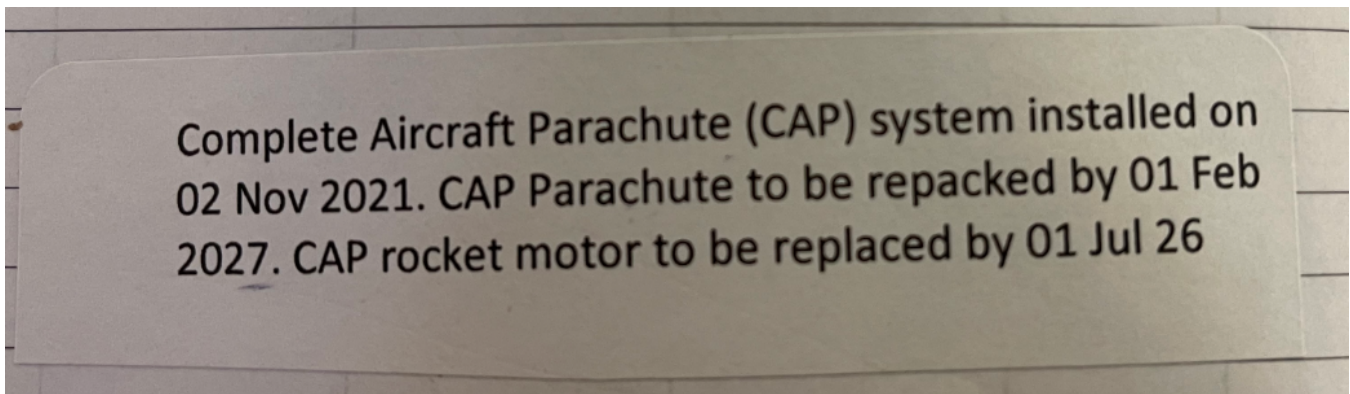 Complete Aircraft Parachute (CAP) system installed on
02 Nov 2021. CAP Parachute to be repacked by 01 Feb
2027. CAP rocket motor to be replaced by 01 Jul 26